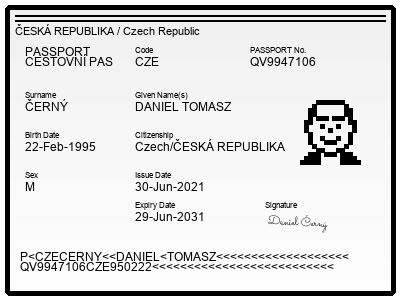 ČESKÁ REPUBLIKA / Czech Republic
PASSPORT Code PASSPORT No.
CESTOVNÍ PAS CZE QV9947106
Surname Given Name(s)
ČERNÝ DANIEL TOMASZ
Birth Date Citizenship
22-Feb-1995 Czech/ČESKÁ REPUBLIKA
Sex Issue Date
M 30-Jun-2021
Expiry Date Signature
29-Jun-2031 Daniel Černý
P<CZECERNY<<DANIEL<TOMASZ<<<<<<<<<<<<<<<<<<<
QV9947106CZE950222<<<<<<<<<<<<<<<<<<<<<<<<<<